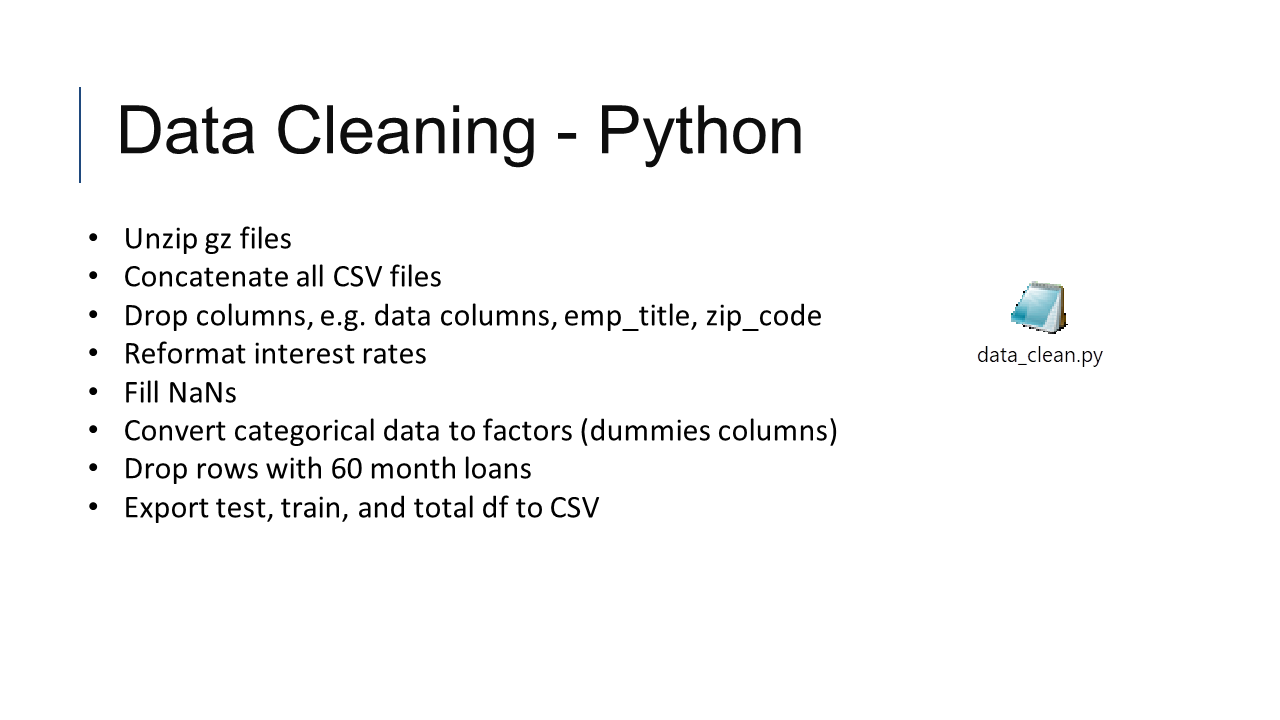 Data Cleaning - Python
• Unzip gz files
• Concatenate all CSV files
• Drop columns, e.g. data columns, emp_title, zip_code
• Reformat interest rates
• Fill NaNs
• Convert categorical data to factors (dummies columns)
• Drop rows with 60 month loans
• Export test, train, and total df to CSV
data_clean.py